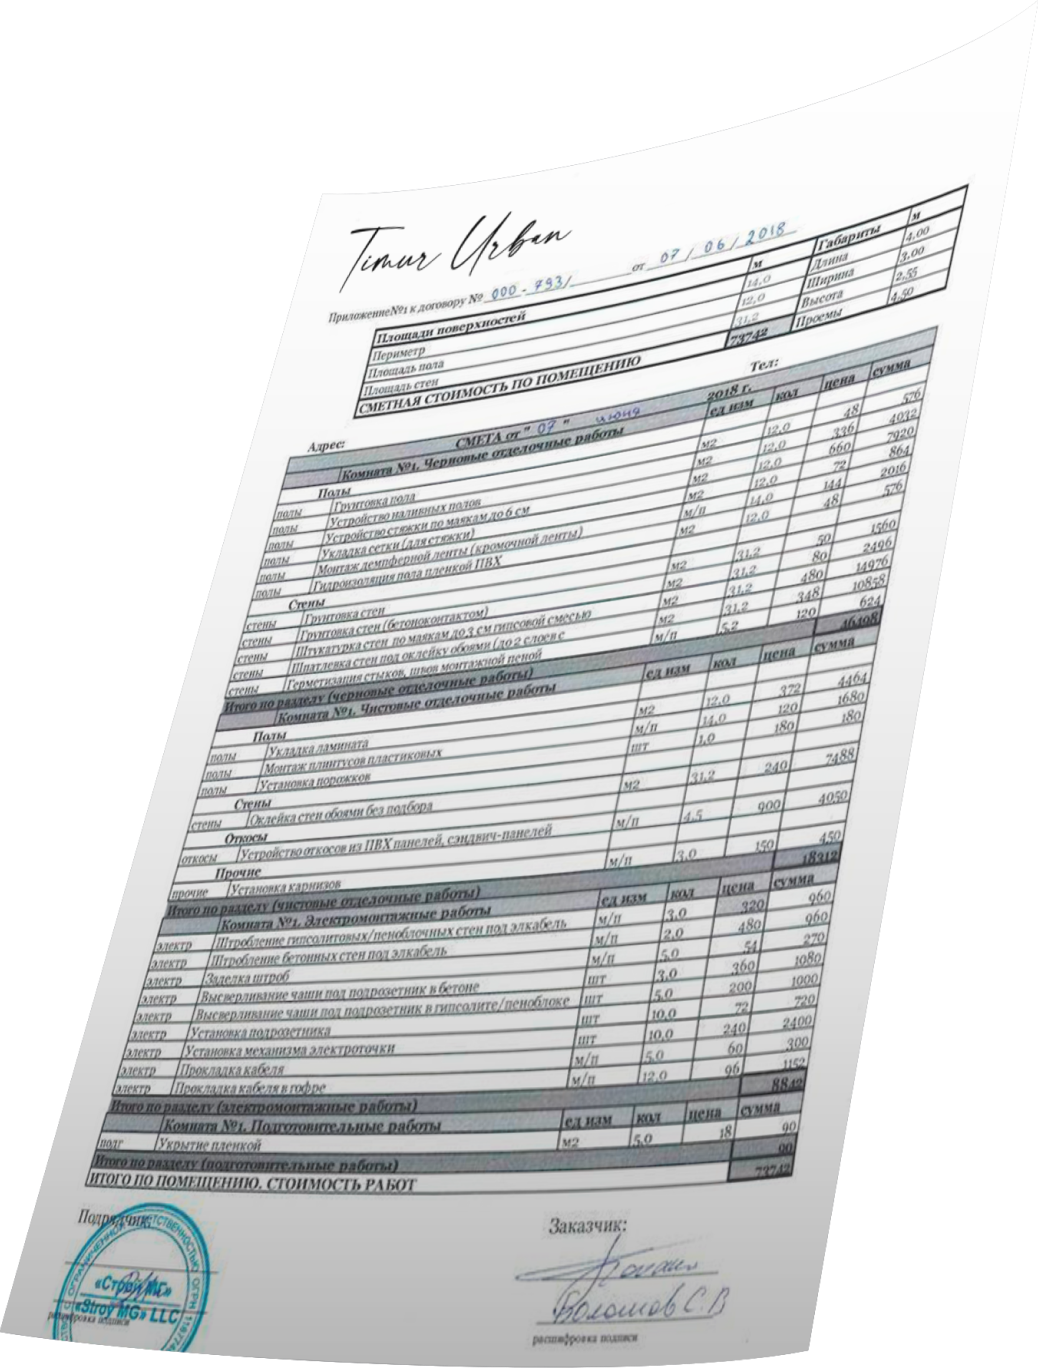 Timur Urban
Приложение№1 к договору № 000 - 793/ от 07 / 06 / 2018
Площади поверхностей м Габариты м
Периметр 14,0 Длина 4,00
Площадь пола 12,0 Ширина 3,00
Площадь стен 31,2 Высота 2,55
СМЕТНАЯ СТОИМОСТЬ ПО ПОМЕЩЕНИЮ 73742 Проемы 4,50
Адрес: Тел:
СМЕТА от " 07 " июня 2018 г.
Комната №1. Черновые отделочные работы ед изм кол цена сумма
Полы
полы Грунтовка пола м2 12,0 48 576
полы Устройство наливных полов м2 12,0 336 4032
полы Устройство стяжки по маякам до 6 см м2 12,0 660 7920
полы Укладка сетки (для стяжки) м2 12,0 72 864
полы Монтаж демпферной ленты (кромочной ленты) м/п 14,0 144 2016
полы Гидроизоляция пола пленкой ПВХ м2 12,0 48 576
Стены
стены Грунтовка стен м2 31,2 50 1560
стены Грунтовка стен (бетоноконтактом) м2 31,2 80 2496
стены Штукатурка стен по маякам до 3 см гипсовой смесью м2 31,2 480 14976
стены Шпатлевка стен под оклейку обоями (до 2 слоев с м2 31,2 348 10858
стены Герметизация стыков, швов монтажной пеной м/п 5,2 120 624
Итого по разделу (черновые отделочные работы) 46498
Комната №1. Чистовые отделочные работы ед изм кол цена сумма
Полы
полы Укладка ламината м2 12,0 372 4464
полы Монтаж плинтусов пластиковых м/п 14,0 120 1680
полы Установка порожков шт 1,0 180 180
Стены
стены Оклейка стен обоями без подбора м2 31,2 240 7488
Откосы
откосы Устройство откосов из ПВХ панелей, сэндвич-панелей м/п 4,5 900 4050
Прочие
прочие Установка карнизов м/п 3,0 150 450
Итого по разделу (чистовые отделочные работы) 18312
Комната №1. Электромонтажные работы ед изм кол цена сумма
электр Штробление гипсолитовых/пеноблочных стен под элкабель м/п 3,0 320 960
электр Штробление бетонных стен под элкабель м/п 2,0 480 960
электр Заделка штроб м/п 5,0 54 270
электр Высверливание чаши под подрозетник в бетоне шт 3,0 360 1080
электр Высверливание чаши под подрозетник в гипсолите/пеноблоке шт 5,0 200 1000
электр Установка подрозетника шт 10,0 72 720
электр Установка механизма электроточки шт 10,0 240 2400
электр Прокладка кабеля м/п 5,0 60 300
электр Прокладка кабеля в гофре м/п 12,0 96 1152
Итого по разделу (электромонтажные работы) 8842
Комната №1. Подготовительные работы ед изм кол цена сумма
подг Укрытие пленкой м2 5,0 18 90
Итого по разделу (подготовительные работы) 90
ИТОГО ПО ПОМЕЩЕНИЮ. СТОИМОСТЬ РАБОТ 73742
Подрядчик: Заказчик:
«Строй МГ»
«Stroy MG» LLC
расшифровка подписи расшифровка подписи